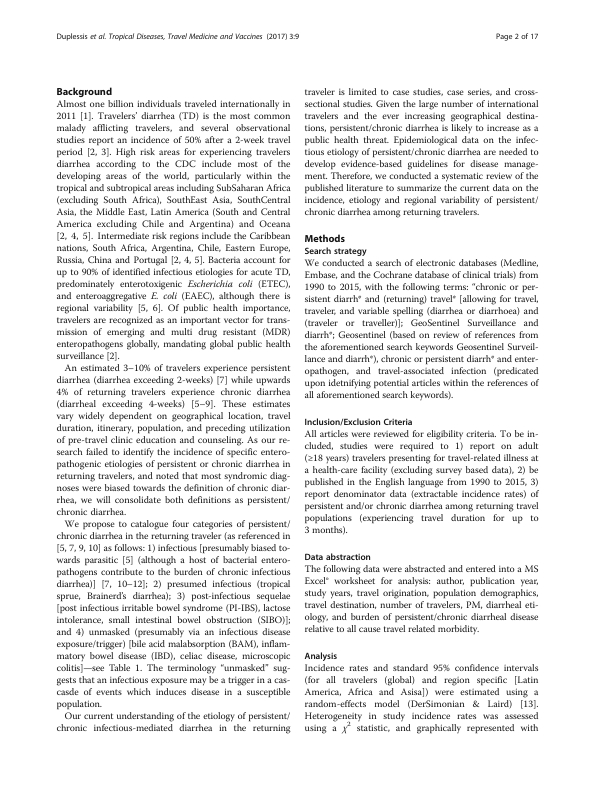 Duplessis et al. Tropical Diseases, Travel Medicine and Vaccines (2017) 3:9
Page 2 of 17
Background
Almost one billion individuals traveled internationally in
2011 [1]. Travelers' diarrhea (TD) is the most common
malady afflicting travelers, and several observational
studies report an incidence of 50% after a 2-week travel
period [2, 3]. High risk areas for experiencing travelers
diarrhea according to the CDC include most of the
developing areas of the world, particularly within the
tropical and subtropical areas including SubSaharan Africa
(excluding South Africa), SouthEast Asia, SouthCentral
Asia, the Middle East, Latin America (South and Central
America excluding Chile and Argentina) and Oceana
[2, 4, 5]. Intermediate risk regions include the Caribbean
nations, South Africa, Argentina, Chile, Eastern Europe,
Russia, China and Portugal [2, 4, 5]. Bacteria account for
up to 90% of identified infectious etiologies for acute TD,
predominately enterotoxigenic Escherichia coli (ETEC),
and enteroaggregative E. coli (EAEC), although there is
regional variability [5, 6]. Of public health importance,
travelers are recognized as an important vector for trans-
mission of emerging and multi drug resistant (MDR)
enteropathogens globally, mandating global public health
surveillance [2].
An estimated 3–10% of travelers experience persistent
diarrhea (diarrhea exceeding 2-weeks) [7] while upwards
4% of returning travelers experience chronic diarrhea
(diarrheal exceeding 4-weeks) [5–9]. These estimates
vary widely dependent on geographical location, travel
duration, itinerary, population, and preceding utilization
of pre-travel clinic education and counseling. As our re-
search failed to identify the incidence of specific entero-
pathogenic etiologies of persistent or chronic diarrhea in
returning travelers, and noted that most syndromic diag-
noses were biased towards the definition of chronic diar-
rhea, we will consolidate both definitions as persistent/
chronic diarrhea.
We propose to catalogue four categories of persistent/
chronic diarrhea in the returning traveler (as referenced in
[5, 7, 9, 10] as follows: 1) infectious [presumably biased to-
wards parasitic [5] (although a host of bacterial entero-
pathogens contribute to the burden of chronic infectious
diarrhea)] [7, 10–12]; 2) presumed infectious (tropical
sprue, Brainerd's diarrhea); 3) post-infectious sequelae
[post infectious irritable bowel syndrome (PI-IBS), lactose
intolerance, small intestinal bowel obstruction (SIBO)];
and 4) unmasked (presumably via an infectious disease
exposure/trigger) [bile acid malabsorption (BAM), inflam-
matory bowel disease (IBD), celiac disease, microscopic
colitis]—see Table 1. The terminology "unmasked" sug-
gests that an infectious exposure may be a trigger in a cas-
casde of events which induces disease in a susceptible
population.
Our current understanding of the etiology of persistent/
chronic infectious-mediated diarrhea in the returning
traveler is limited to case studies, case series, and cross-
sectional studies. Given the large number of international
travelers and the ever increasing geographical destina-
tions, persistent/chronic diarrhea is likely to increase as a
public health threat. Epidemiological data on the infec-
tious etiology of persistent/chronic diarrhea are needed to
develop evidence-based guidelines for disease manage-
ment. Therefore, we conducted a systematic review of the
published literature to summarize the current data on the
incidence, etiology and regional variability of persistent/
chronic diarrhea among returning travelers.
Methods
Search strategy
We conducted a search of electronic databases (Medline,
Embase, and the Cochrane database of clinical trials) from
1990 to 2015, with the following terms: "chronic or per-
sistent diarrh* and (returning) travel* [allowing for travel,
traveler, and variable spelling (diarrhea or diarrhoea) and
(traveler or traveller)]; GeoSentinel Surveillance and
diarrh*; Geosentinel (based on review of references from
the aforementioned search keywords Geosentinel Surveil-
lance and diarrh*), chronic or persistent diarrh* and enter-
opathogen, and travel-associated infection (predicated
upon idetnifying potential articles within the references of
all aforementioned search keywords).
Inclusion/Exclusion Criteria
All articles were reviewed for eligibility criteria. To be in-
cluded, studies were required to 1) report on adult
(≥18 years) travelers presenting for travel-related illness at
a health-care facility (excluding survey based data), 2) be
published in the English language from 1990 to 2015, 3)
report denominator data (extractable incidence rates) of
persistent and/or chronic diarrhea among returning travel
populations (experiencing travel duration for up to
3 months).
Data abstraction
The following data were abstracted and entered into a MS
Excel® worksheet for analysis: author, publication year,
study years, travel origination, population demographics,
travel destination, number of travelers, PM, diarrheal eti-
ology, and burden of persistent/chronic diarrheal disease
relative to all cause travel related morbidity.
Analysis
Incidence rates and standard 95% confidence intervals
(for all travelers (global) and region specific [Latin
America, Africa and Asisa]) were estimated using a
random-effects model (DerSimonian & Laird) [13].
Heterogeneity in study incidence rates was assessed
using a χ² statistic, and graphically represented with